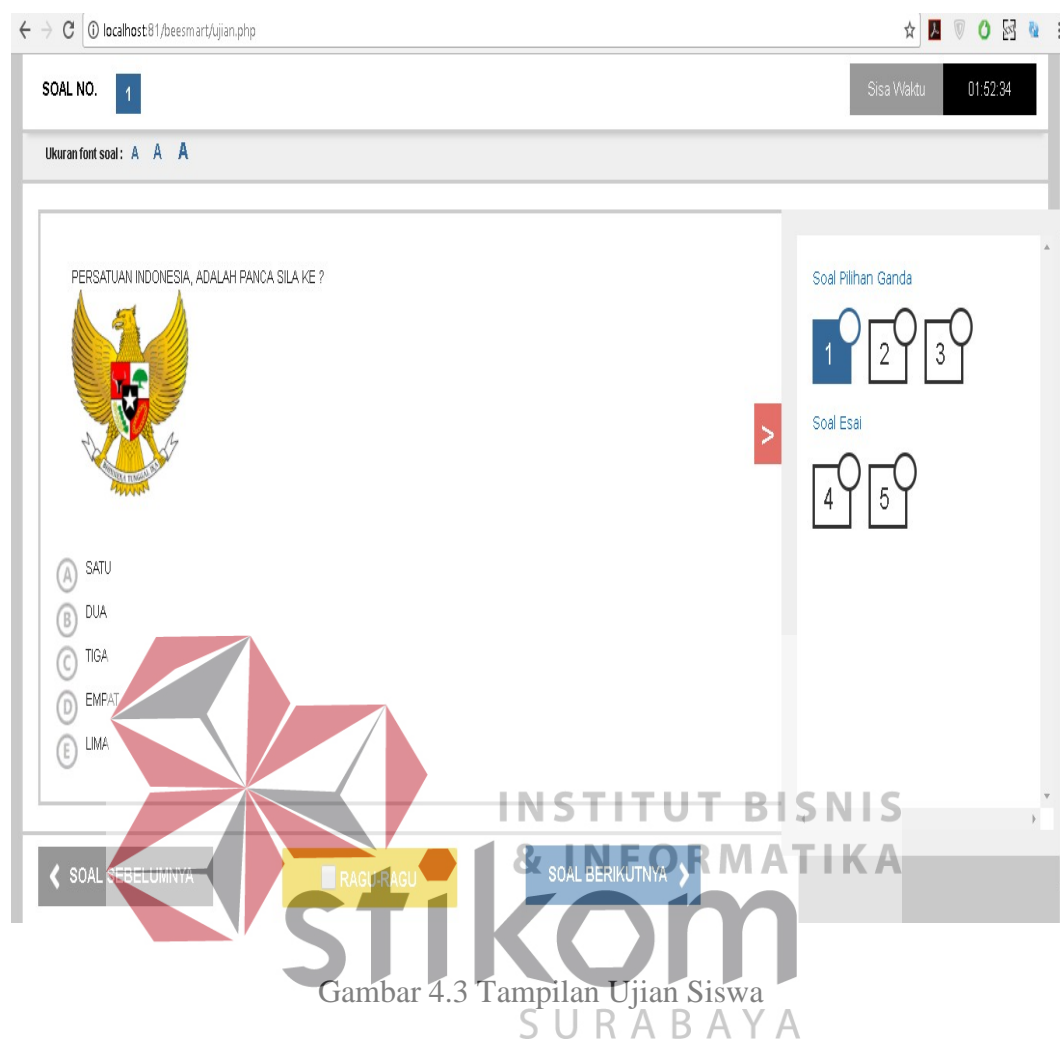 localhost:81/beesmart/ujian.php
SOAL NO. 1
Sisa Waktu 01:52:34
Ukuran font soal : A A A
PERSATUAN INDONESIA, ADALAH PANCA SILA KE ?
A SATU
B DUA
C TIGA
D EMPAT
E LIMA
>
Soal Pilihan Ganda
1 2 3
Soal Esai
4 5
SOAL SEBELUMNYA
RAGU-RAGU
SOAL BERIKUTNYA
INSTITUT BISNIS
& INFORMATIKA
stikom
SURABAYA
Gambar 4.3 Tampilan Ujian Siswa